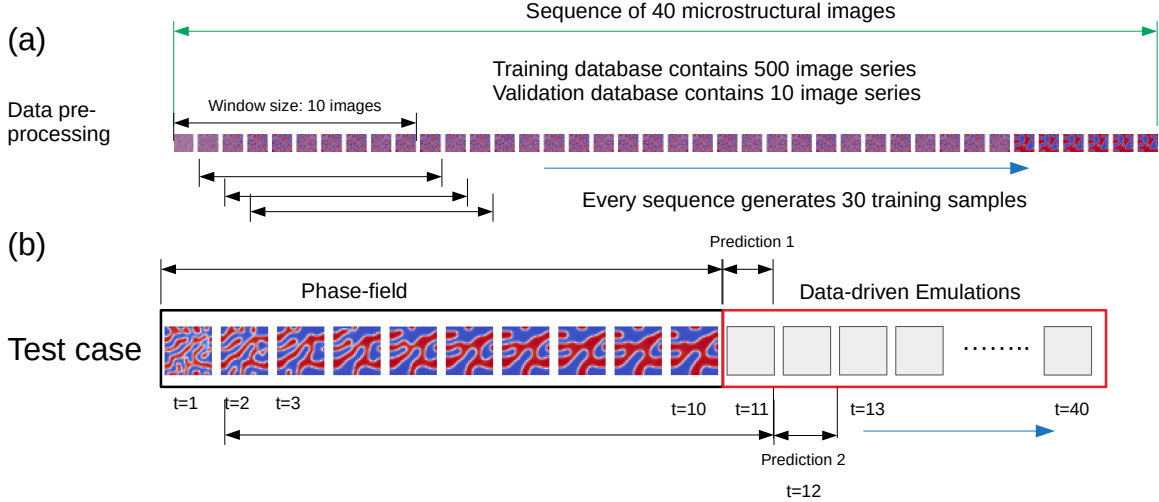 Sequence of 40 microstructural images
(a)
Training database contains 500 image series
Validation database contains 10 image series
Data pre-
processing
Window size: 10 images
Every sequence generates 30 training samples
(b)
Prediction 1
Phase-field
Data-driven Emulations
Test case
........
t=1
t=2
t=3
t=10
t=11
t=13
t=40
Prediction 2
t=12